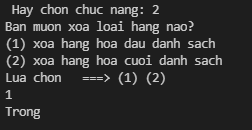 Hay chon chuc nang: 2
Ban muon xoa loai hang nao?
(1) xoa hang hoa dau danh sach
(2) xoa hang hoa cuoi danh sach
Lua chon   ===> (1) (2)
1
Trong